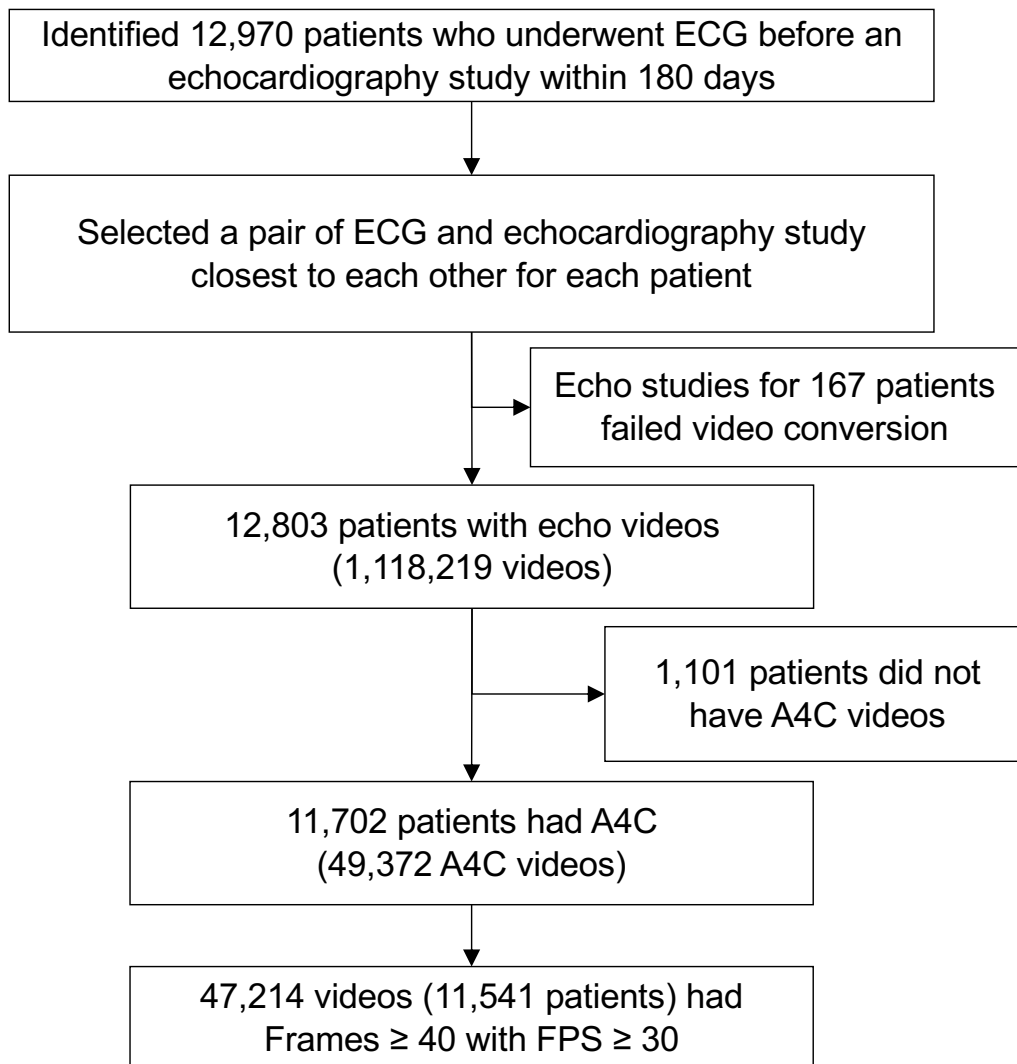 Identified 12,970 patients who underwent ECG before an
echocardiography study within 180 days
Selected a pair of ECG and echocardiography study
closest to each other for each patient
Echo studies for 167 patients
failed video conversion
12,803 patients with echo videos
(1,118,219 videos)
1,101 patients did not
have A4C videos
11,702 patients had A4C
(49,372 A4C videos)
47,214 videos (11,541 patients) had
Frames ≥ 40 with FPS ≥ 30